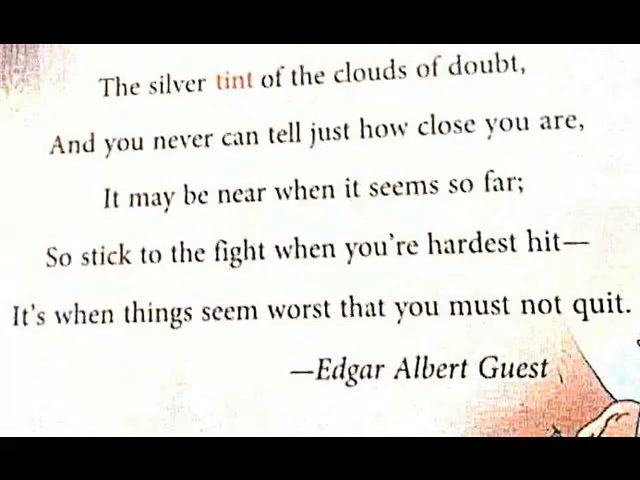 The silver tint of the clouds of doubt,
And you never can tell just how close you are,
It may be near when it seems so far;
So stick to the fight when you're hardest hit—
It's when things seem worst that you must not quit.
—Edgar Albert Guest